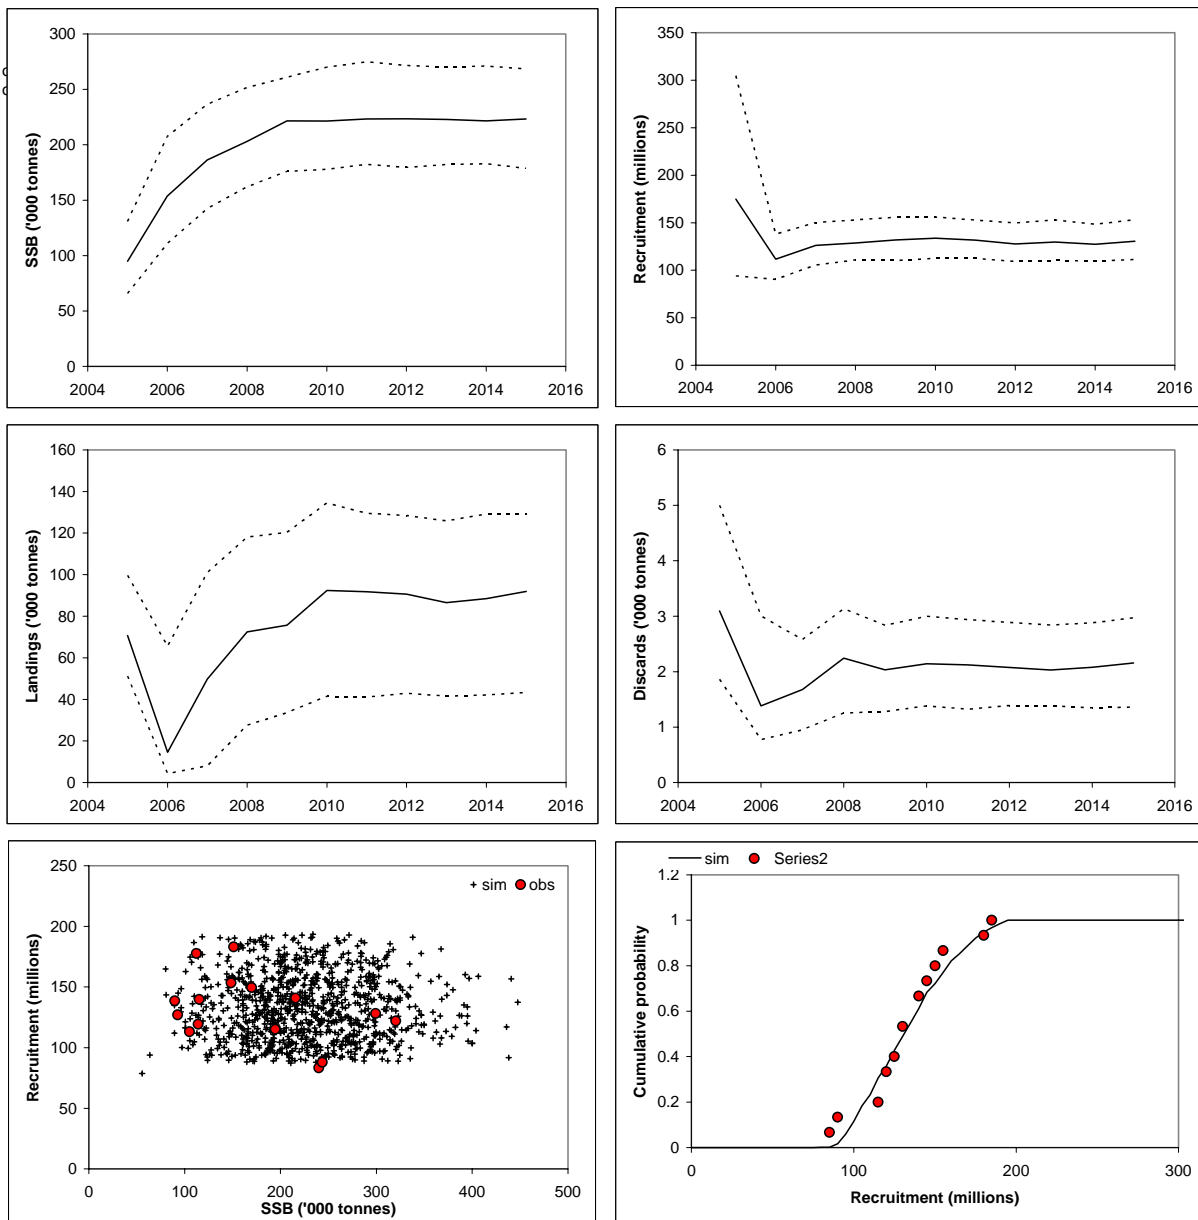 300
250
200
150
100
50
0
2004 2006 2008 2010 2012 2014 2016
SSB ('000 tonnes)
350
300
250
200
150
100
50
0
2004 2006 2008 2010 2012 2014 2016
Recruitment (millions)
160
140
120
100
80
60
40
20
0
2004 2006 2008 2010 2012 2014 2016
Landings ('000 tonnes)
6
5
4
3
2
1
0
2004 2006 2008 2010 2012 2014 2016
Discards ('000 tonnes)
250
200
150
100
50
0
0 100 200 300 400 500
sim obs
Recruitment (millions)
SSB ('000 tonnes)
sim Series2
1.2
1
0.8
0.6
0.4
0.2
0
0 100 200 300
Cumulative probability
Recruitment (millions)